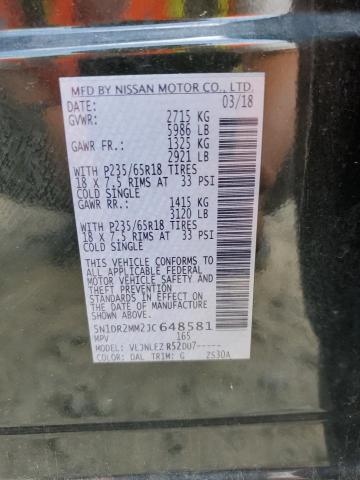 MFD BY NISSAN MOTOR CO., LTD.
DATE: 03/18
GVWR: 2715 KG
5986 LB
GAWR FR.: 1325 KG
2921 LB
WITH P235/65R18 TIRES
18 X 7.5 RIMS AT 33 PSI
COLD SINGLE
GAWR RR.: 1415 KG
3120 LB
WITH P235/65R18 TIRES
18 X 7.5 RIMS AT 33 PSI
COLD SINGLE
THIS VEHICLE CONFORMS TO
ALL APPLICABLE FEDERAL
MOTOR VEHICLE SAFETY
AND THEFT PREVENTION
STANDARDS IN EFFECT ON
THE DATE OF MANUFACTURE
SHOWN ABOVE.
5N1DR2MM2JC648581
MPV 165
MODEL: VEJNLEZ R52DU7-----
COLOR: DAL TRIM: G ZS30A